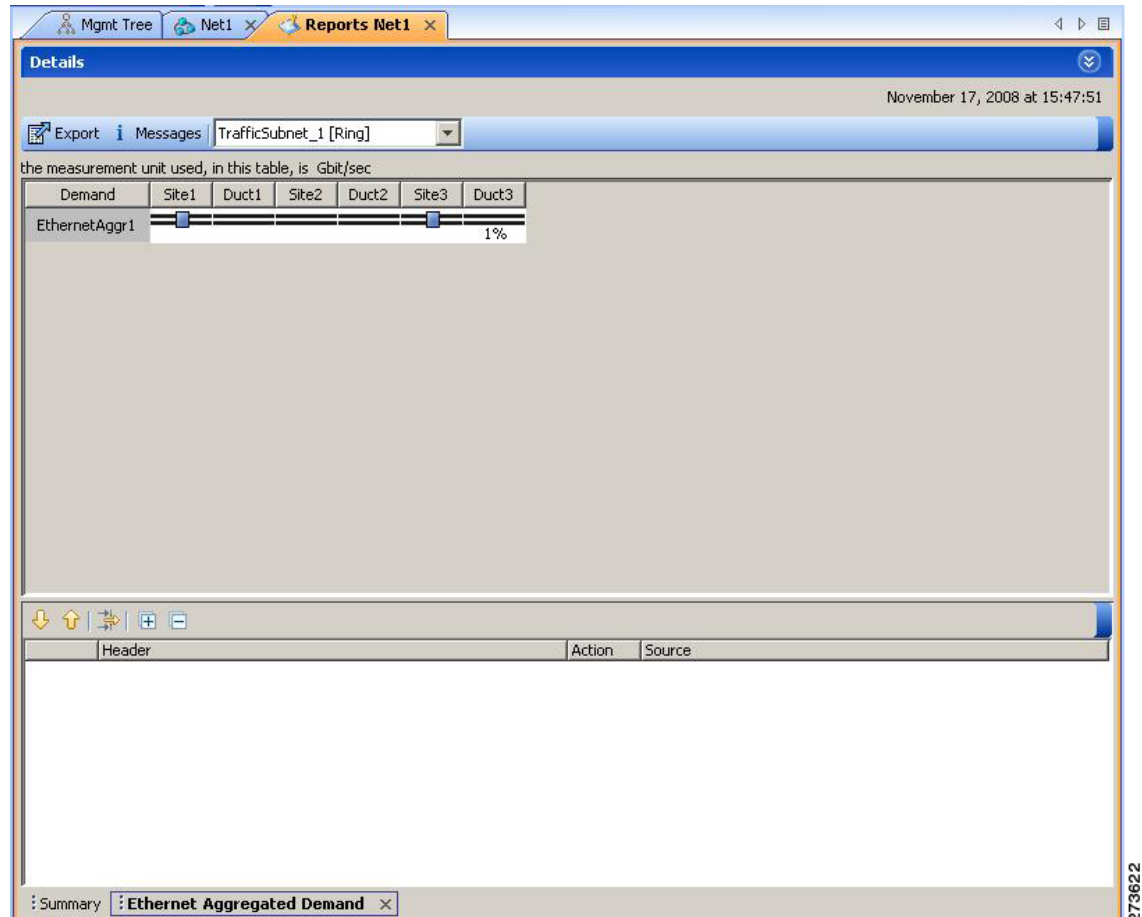 Mgmt Tree Net1 Reports Net1
Details
November 17, 2008 at 15:47:51
Export i Messages TrafficSubnet_1 [Ring]
the measurement unit used, in this table, is Gbit/sec
Demand Site1 Duct1 Site2 Duct2 Site3 Duct3
EthernetAggr1
1%
Header Action Source
Summary Ethernet Aggregated Demand
273622